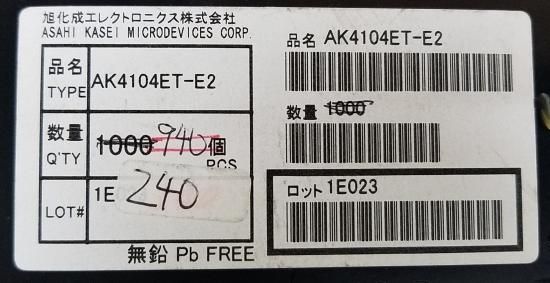 旭化成エレクトロニクス株式会社
ASAHI KASEI MICRODEVICES CORP.
品名 TYPE AK4104ET-E2
数量 Q'TY 1000 940 個 PCS
LOT# 1E
240
無鉛 Pb FREE
品名 AK4104ET-E2
数量 1000
ロット 1E023